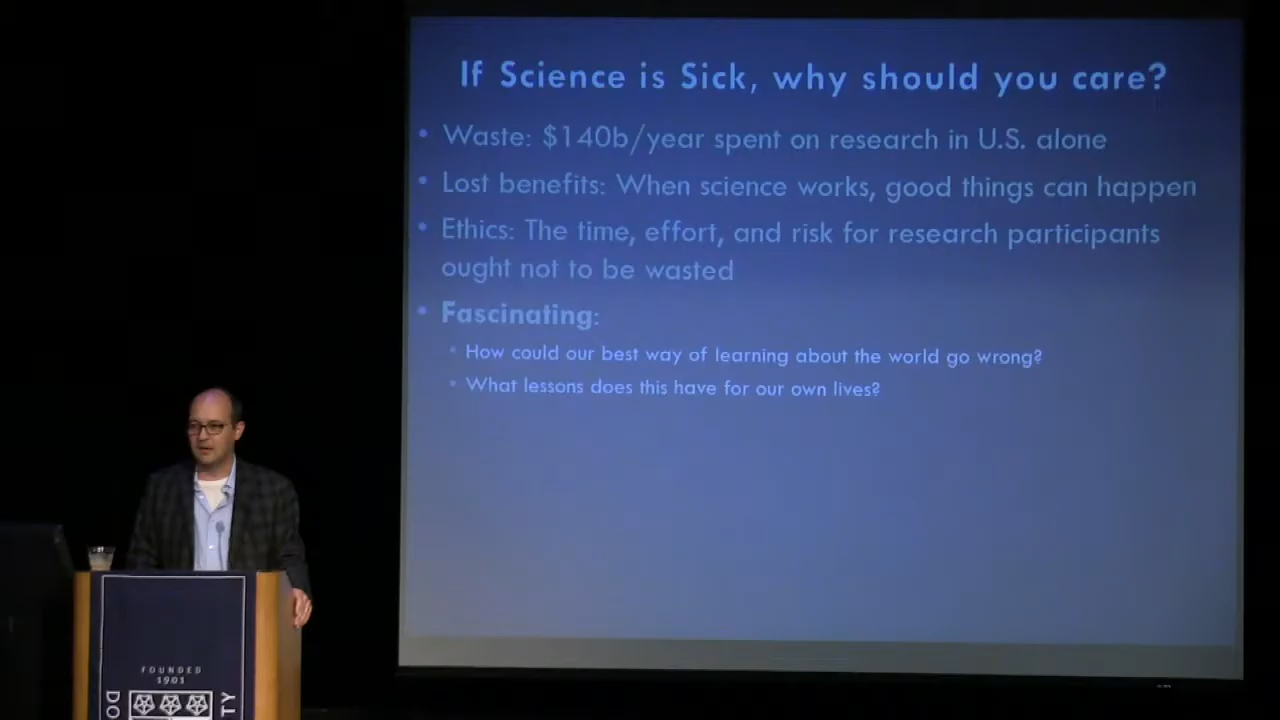 If Science is Sick, why should you care?
• Waste: $140b/year spent on research in U.S. alone
• Lost benefits: When science works, good things can happen
• Ethics: The time, effort, and risk for research participants
ought not to be wasted
• Fascinating:
• How could our best way of learning about the world go wrong?
• What lessons does this have for our own lives?
FOUNDED
1901
DO
TY